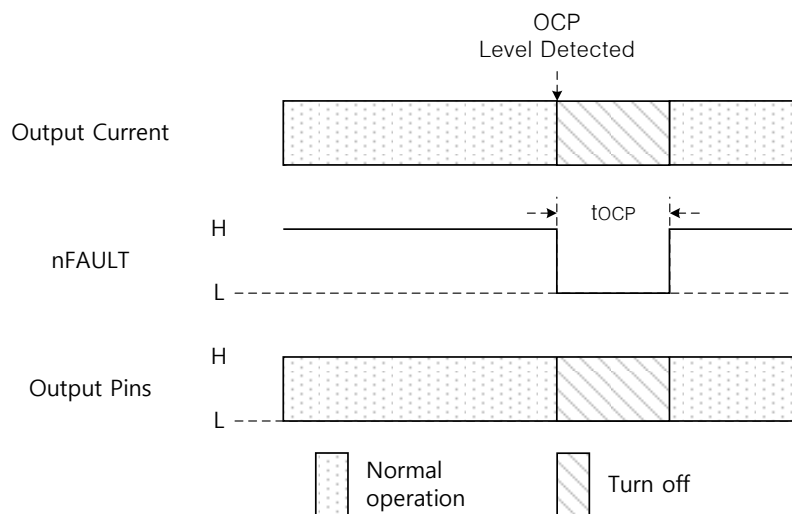 OCP
Level Detected
Output Current
H
tOCP
nFAULT
L
H
Output Pins
L
Normal
operation
Turn off